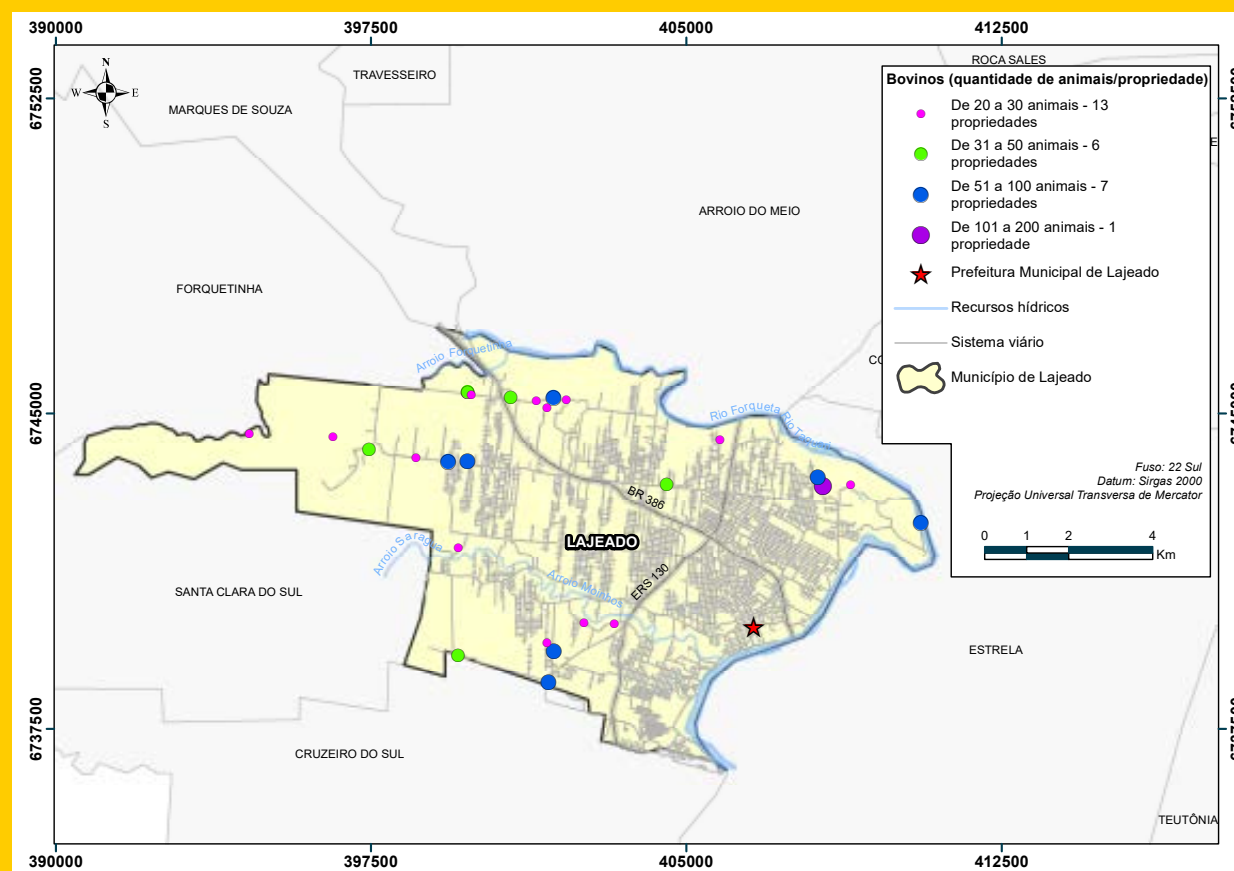 390000
397500
405000
412500
ROCA SALES
TRAVESSEIRO
Bovinos (quantidade de animais/propriedade)
N
W
E
S
6752500
MARQUES DE SOUZA
De 20 a 30 animais - 13
propriedades
De 31 a 50 animais - 6
propriedades
De 51 a 100 animais - 7
propriedades
De 101 a 200 animais - 1
propriedade
ARROIO DO MEIO
Prefeitura Municipal de Lajeado
FORQUETINHA
Recursos hídricos
Sistema viário
Município de Lajeado
Arroio Forquetinha
6745000
Rio Forqueta
Rio Taquari
Fuso: 22 Sul
Datum: Sirgas 2000
Projeção Universal Transversa de Mercator
BR 386
0 1 2 4
Km
LAJEADO
Arroio Saraquá
Arroio Moinhos
ERS 130
SANTA CLARA DO SUL
ESTRELA
6737500
CRUZEIRO DO SUL
TEUTÔNIA
390000
397500
405000
412500